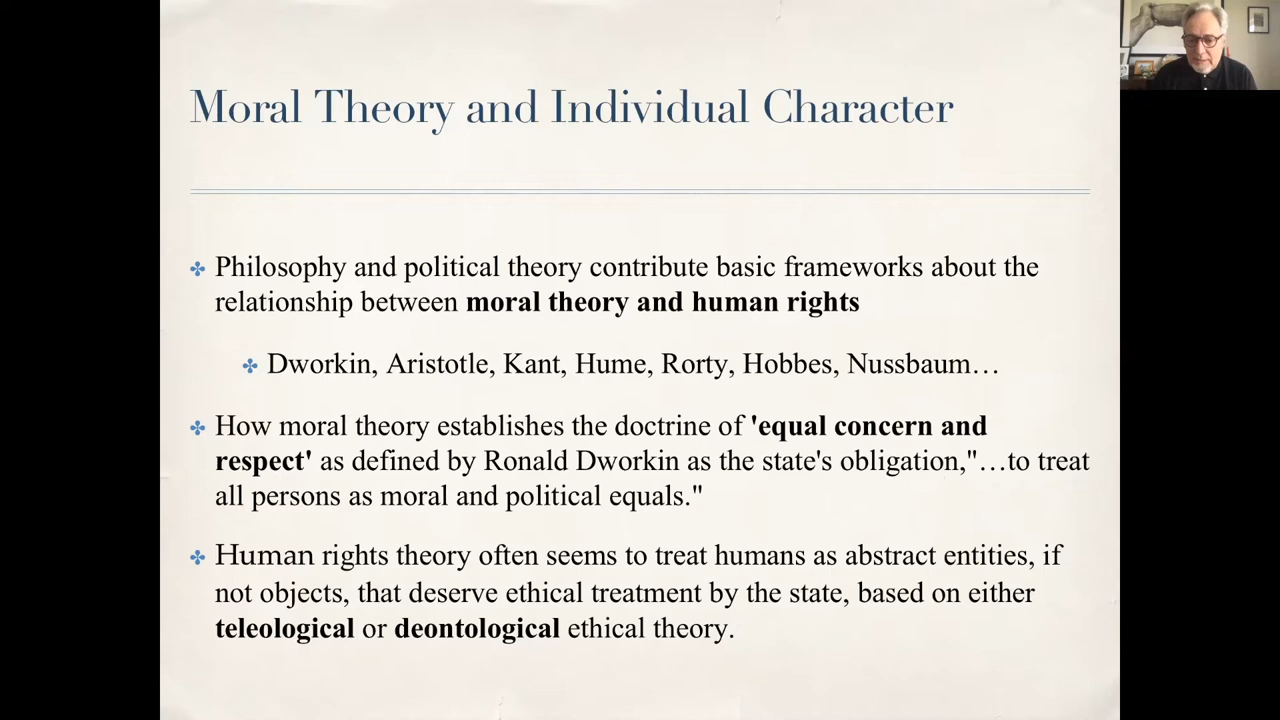 Moral Theory and Individual Character
Philosophy and political theory contribute basic frameworks about the
relationship between moral theory and human rights
Dworkin, Aristotle, Kant, Hume, Rorty, Hobbes, Nussbaum…
How moral theory establishes the doctrine of 'equal concern and
respect' as defined by Ronald Dworkin as the state's obligation,"…to treat
all persons as moral and political equals."
Human rights theory often seems to treat humans as abstract entities, if
not objects, that deserve ethical treatment by the state, based on either
teleological or deontological ethical theory.